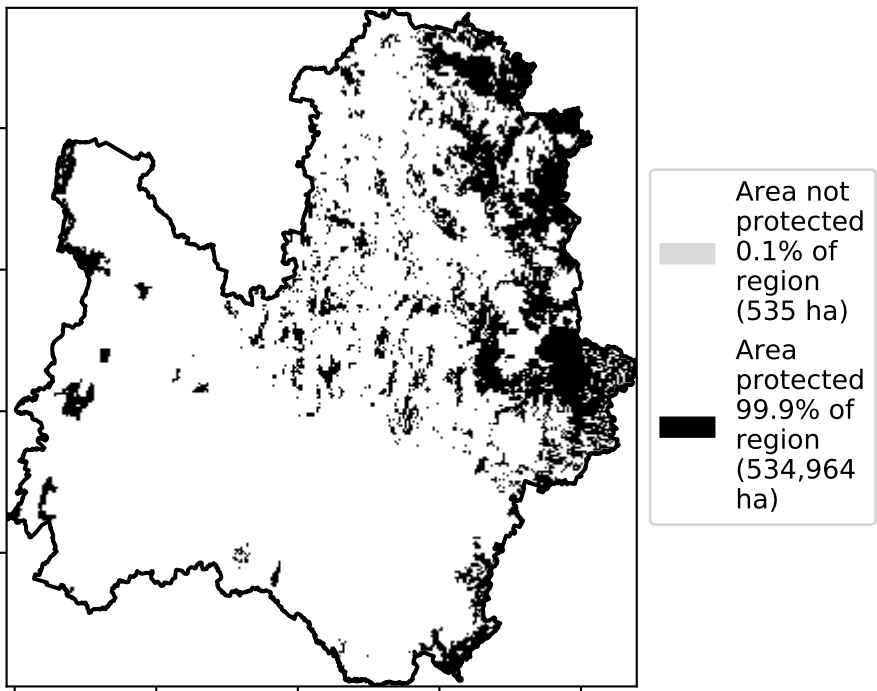 Area not
protected
0.1% of
region
(535 ha)
Area
protected
99.9% of
region
(534,964
ha)